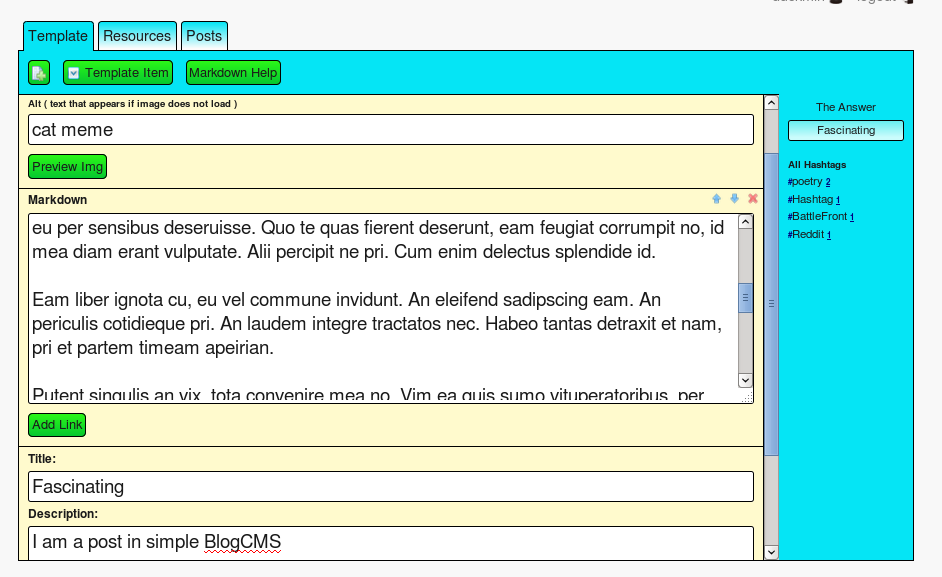 Template Resources Posts
Template Item Markdown Help
Alt ( text that appears if image does not load )
cat meme
Preview Img
Markdown
eu per sensibus deseruisse. Quo te quas fierent deserunt, eam feugiat corrumpit no, id
mea diam erant vulputate. Alii percipit ne pri. Cum enim delectus splendide id.
Eam liber ignota cu, eu vel commune invidunt. An eleifend sadipscing eam. An
periculis cotidieque pri. An laudem integre tractatos nec. Habeo tantas detraxit et nam,
pri et partem timeam apeirian.
Putent singulis an vix, tota convenire mea no. Vim ea quis sumo vituperatoribus, per
Add Link
Title:
Fascinating
Description:
I am a post in simple BlogCMS
The Answer
Fascinating
All Hashtags
#poetry 2
#Hashtag 1
#BattleFront 1
#Reddit 1